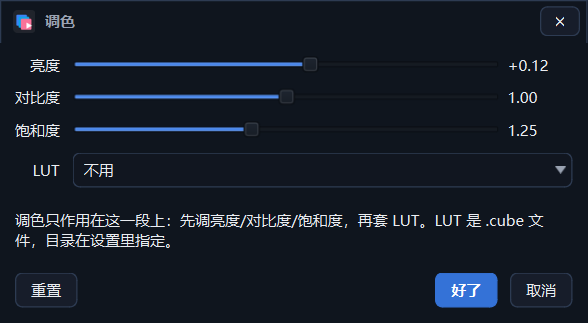 调色
亮度 +0.12
对比度 1.00
饱和度 1.25
LUT 不用
调色只作用在这一段上：先调亮度/对比度/饱和度，再套 LUT。LUT 是 .cube 文
件，目录在设置里指定。
重置 好了 取消